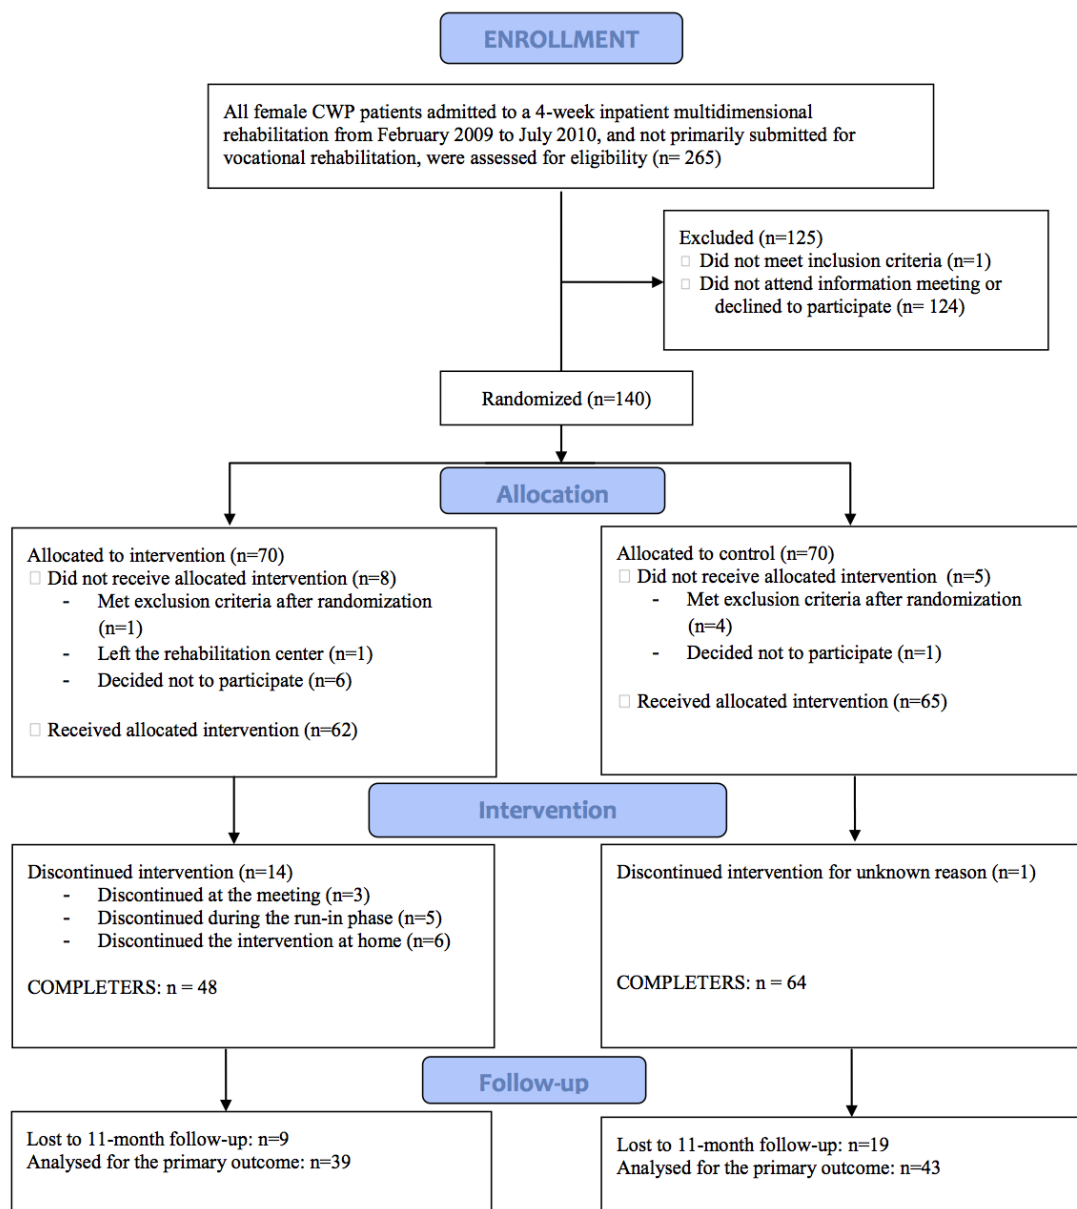 ENROLLMENT
All female CWP patients admitted to a 4-week inpatient multidimensional
rehabilitation from February 2009 to July 2010, and not primarily submitted for
vocational rehabilitation, were assessed for eligibility (n= 265)
Excluded (n=125)
Did not meet inclusion criteria (n=1)
Did not attend information meeting or
declined to participate (n= 124)
Randomized (n=140)
Allocation
Allocated to intervention (n=70)
Did not receive allocated intervention (n=8)
- Met exclusion criteria after randomization
(n=1)
- Left the rehabilitation center (n=1)
- Decided not to participate (n=6)
Received allocated intervention (n=62)
Allocated to control (n=70)
Did not receive allocated intervention (n=5)
- Met exclusion criteria after randomization
(n=4)
- Decided not to participate (n=1)
Received allocated intervention (n=65)
Intervention
Discontinued intervention (n=14)
- Discontinued at the meeting (n=3)
- Discontinued during the run-in phase (n=5)
- Discontinued the intervention at home (n=6)
COMPLETERS: n = 48
Discontinued intervention for unknown reason (n=1)
COMPLETERS: n = 64
Follow-up
Lost to 11-month follow-up: n=9
Analysed for the primary outcome: n=39
Lost to 11-month follow-up: n=19
Analysed for the primary outcome: n=43